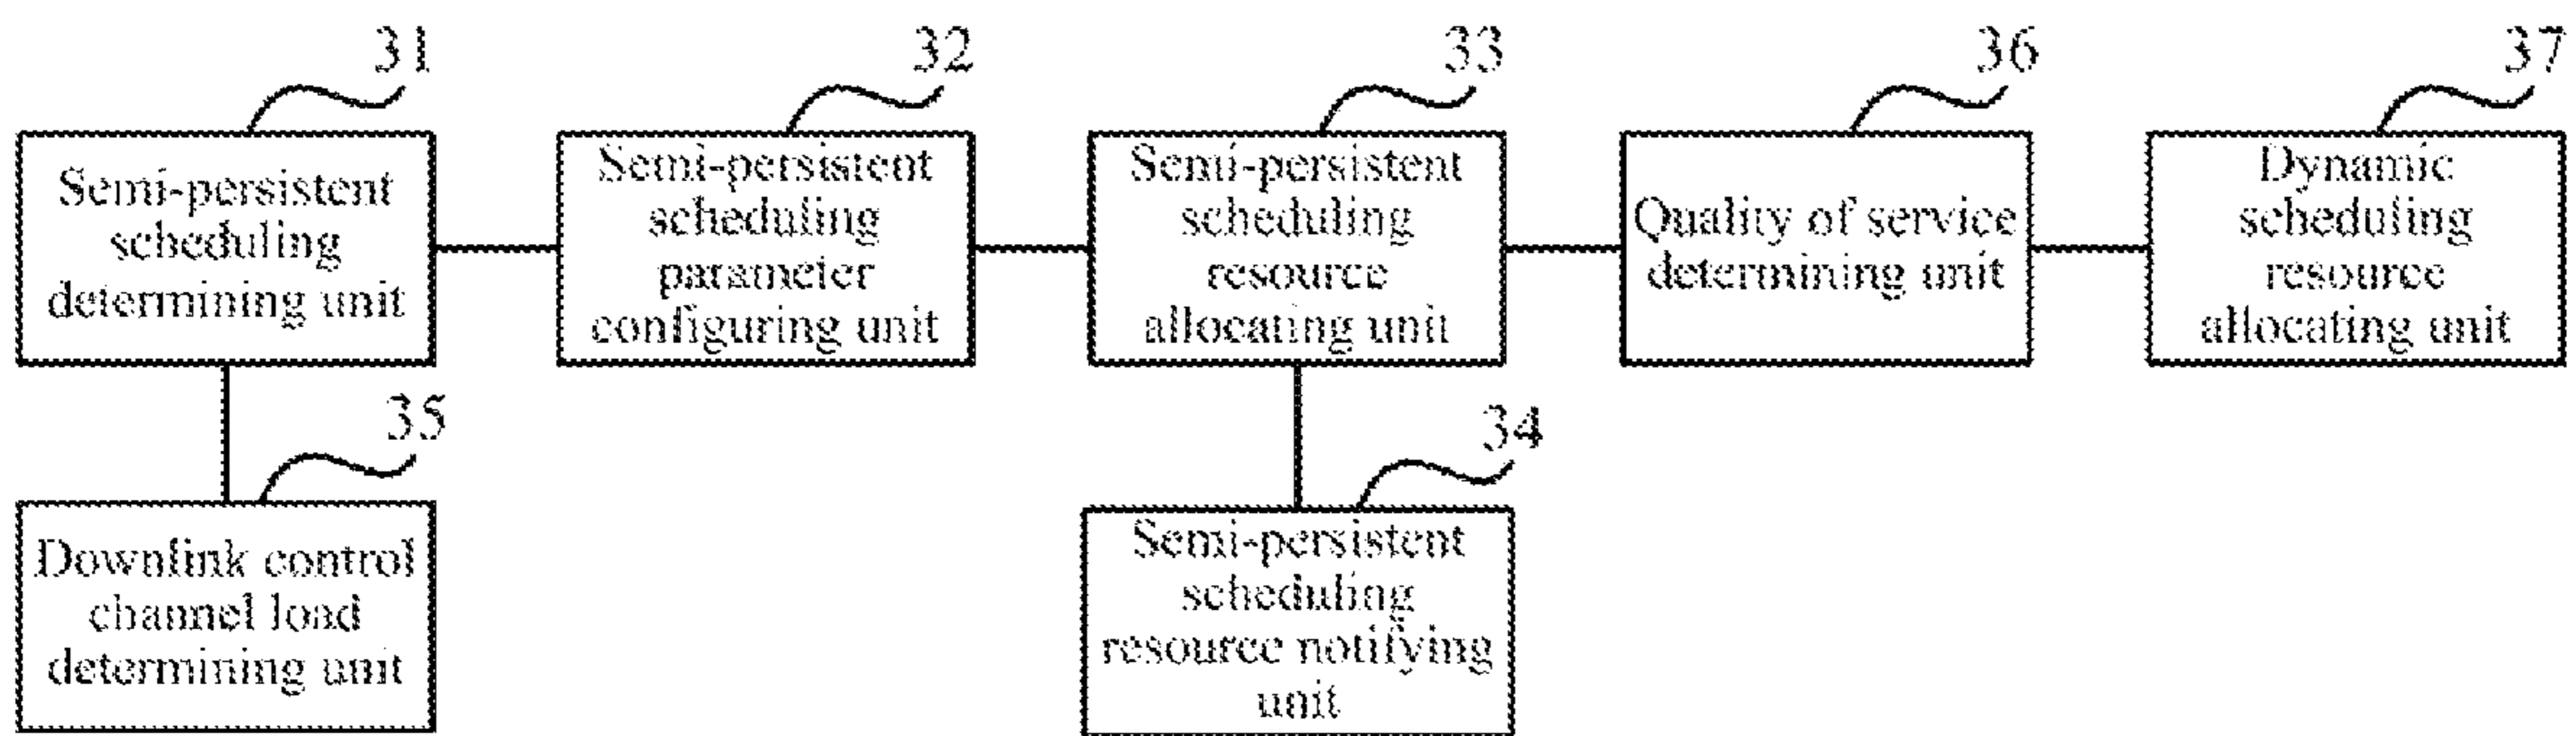 31
32
33
36
37
Semi-persistent
scheduling
determining unit
Semi-persistent
scheduling
parameter
configuring unit
Semi-persistent
scheduling
resource
allocating unit
Quality of service
determining unit
Dynamic
scheduling
resource
allocating unit
35
34
Downlink control
channel load
determining unit
Semi-persistent
scheduling
resource notifying
unit